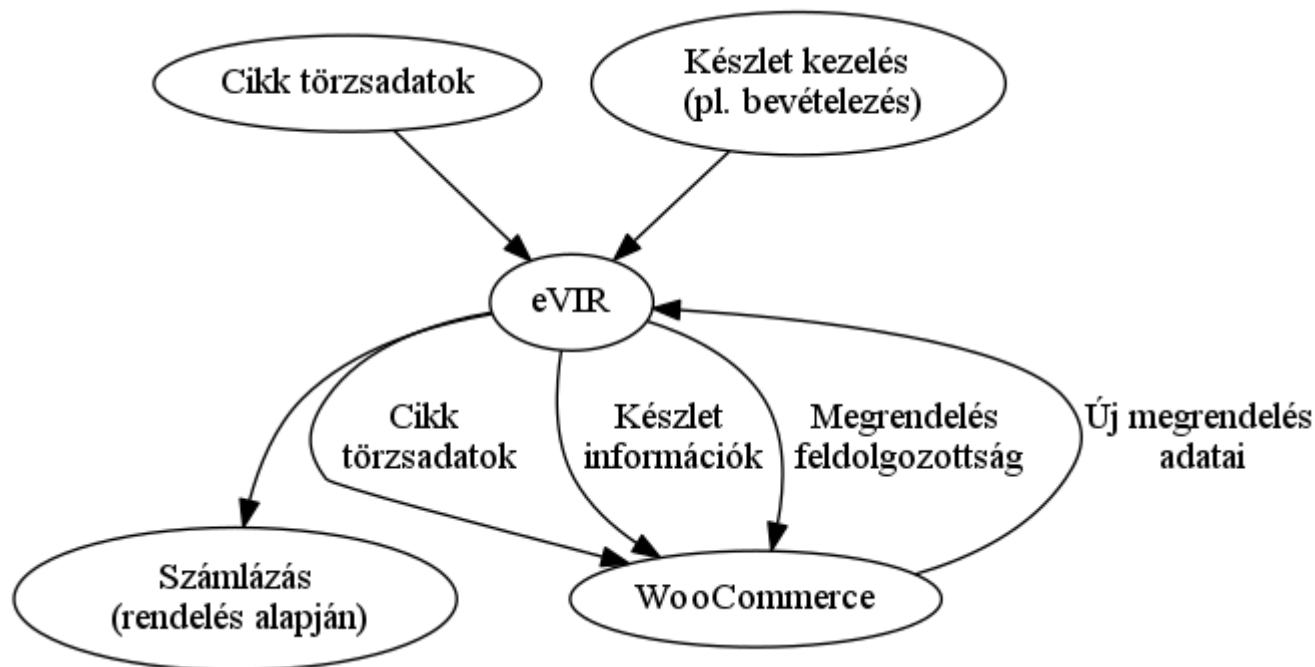 Cikk törzsadatok
Készlet kezelés
(pl. bevételezés)
eVIR
Cikk
törzsadatok
Készlet
információk
Megrendelés
feldolgozottság
Új megrendelés
adatai
Számlázás
(rendelés alapján)
WooCommerce